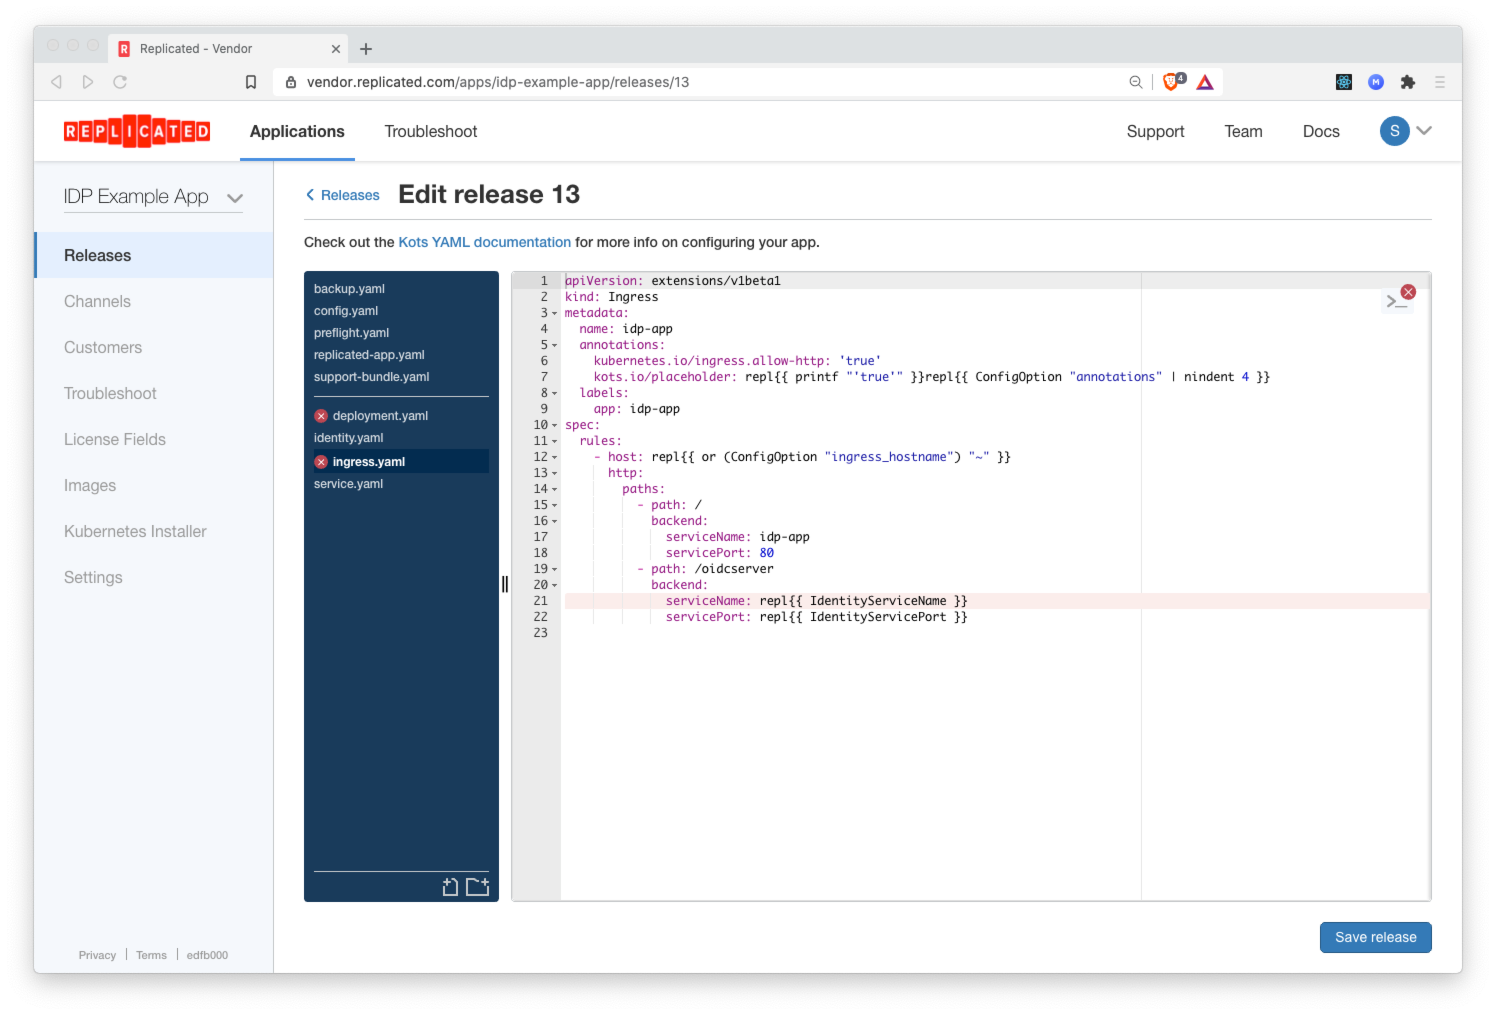 Replicated - Vendor
vendor.replicated.com/apps/idp-example-app/releases/13
4
M
REPLICATED
Applications
Troubleshoot
Support
Team
Docs
S
IDP Example App
Releases
Channels
Customers
Troubleshoot
License Fields
Images
Kubernetes Installer
Settings
Privacy | Terms | edfb000
Releases
Edit release 13
Check out the Kots YAML documentation for more info on configuring your app.
backup.yaml
config.yaml
preflight.yaml
replicated-app.yaml
support-bundle.yaml
deployment.yaml
identity.yaml
ingress.yaml
service.yaml
1 apiVersion: extensions/v1beta1
2 kind: Ingress
3 metadata:
4   name: idp-app
5   annotations:
6     kubernetes.io/ingress.allow-http: 'true'
7     kots.io/placeholder: repl{{ printf "'true'" }}repl{{ ConfigOption "annotations" | nindent 4 }}
8   labels:
9     app: idp-app
10 spec:
11   rules:
12     - host: repl{{ or (ConfigOption "ingress_hostname") "~" }}
13       http:
14         paths:
15           - path: /
16             backend:
17               serviceName: idp-app
18               servicePort: 80
19           - path: /oidcserver
20             backend:
21               serviceName: repl{{ IdentityServiceName }}
22               servicePort: repl{{ IdentityServicePort }}
23
Save release